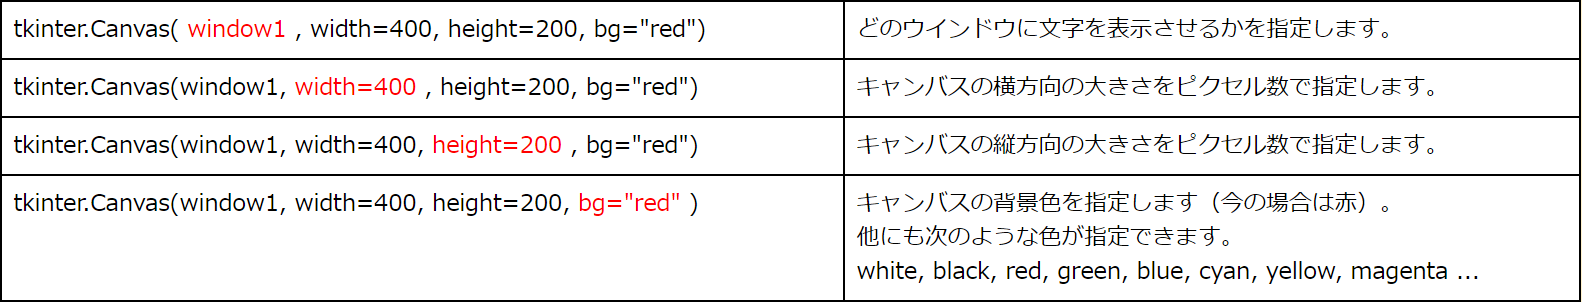 tkinter.Canvas( window1 , width=400, height=200, bg="red")
どのウインドウに文字を表示させるかを指定します。
tkinter.Canvas(window1, width=400 , height=200, bg="red")
キャンバスの横方向の大きさをピクセル数で指定します。
tkinter.Canvas(window1, width=400, height=200 , bg="red")
キャンバスの縦方向の大きさをピクセル数で指定します。
tkinter.Canvas(window1, width=400, height=200, bg="red" )
キャンバスの背景色を指定します（今の場合は赤）。
他にも次のような色が指定できます。
white, black, red, green, blue, cyan, yellow, magenta ...